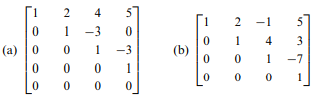 (a) [1 2 4 5
0 1 −3 0
0 0 1 −3
0 0 0 1
0 0 0 0]
(b) [1 2 −1 5
0 1 4 3
0 0 1 −7
0 0 0 1]